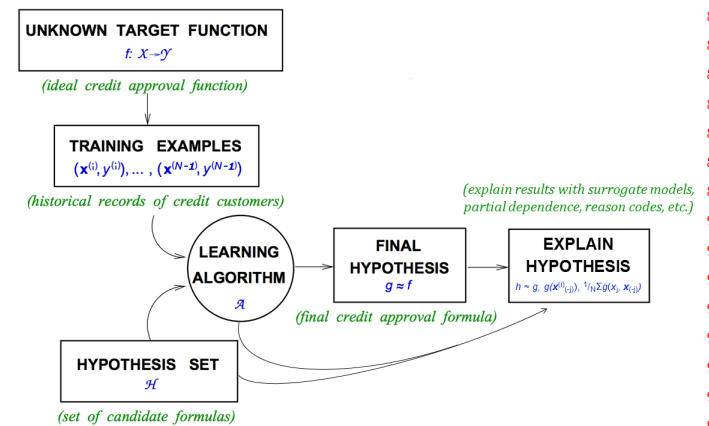 UNKNOWN TARGET FUNCTION
f: X→𝒴
(ideal credit approval function)
TRAINING EXAMPLES
(x⁽ⁱ⁾, y⁽ⁱ⁾), ... , (x⁽ᴺ⁻¹⁾, y⁽ᴺ⁻¹⁾)
(historical records of credit customers)
(explain results with surrogate models,
partial dependence, reason codes, etc.)
LEARNING
ALGORITHM
𝒜
FINAL
HYPOTHESIS
g ≈ f
(final credit approval formula)
EXPLAIN
HYPOTHESIS
h ~ g, g(x⁽ⁱ⁾₍₋ⱼ₎), ¹/N Σg(xⱼ, x₍₋ⱼ₎)
HYPOTHESIS SET
ℋ
(set of candidate formulas)